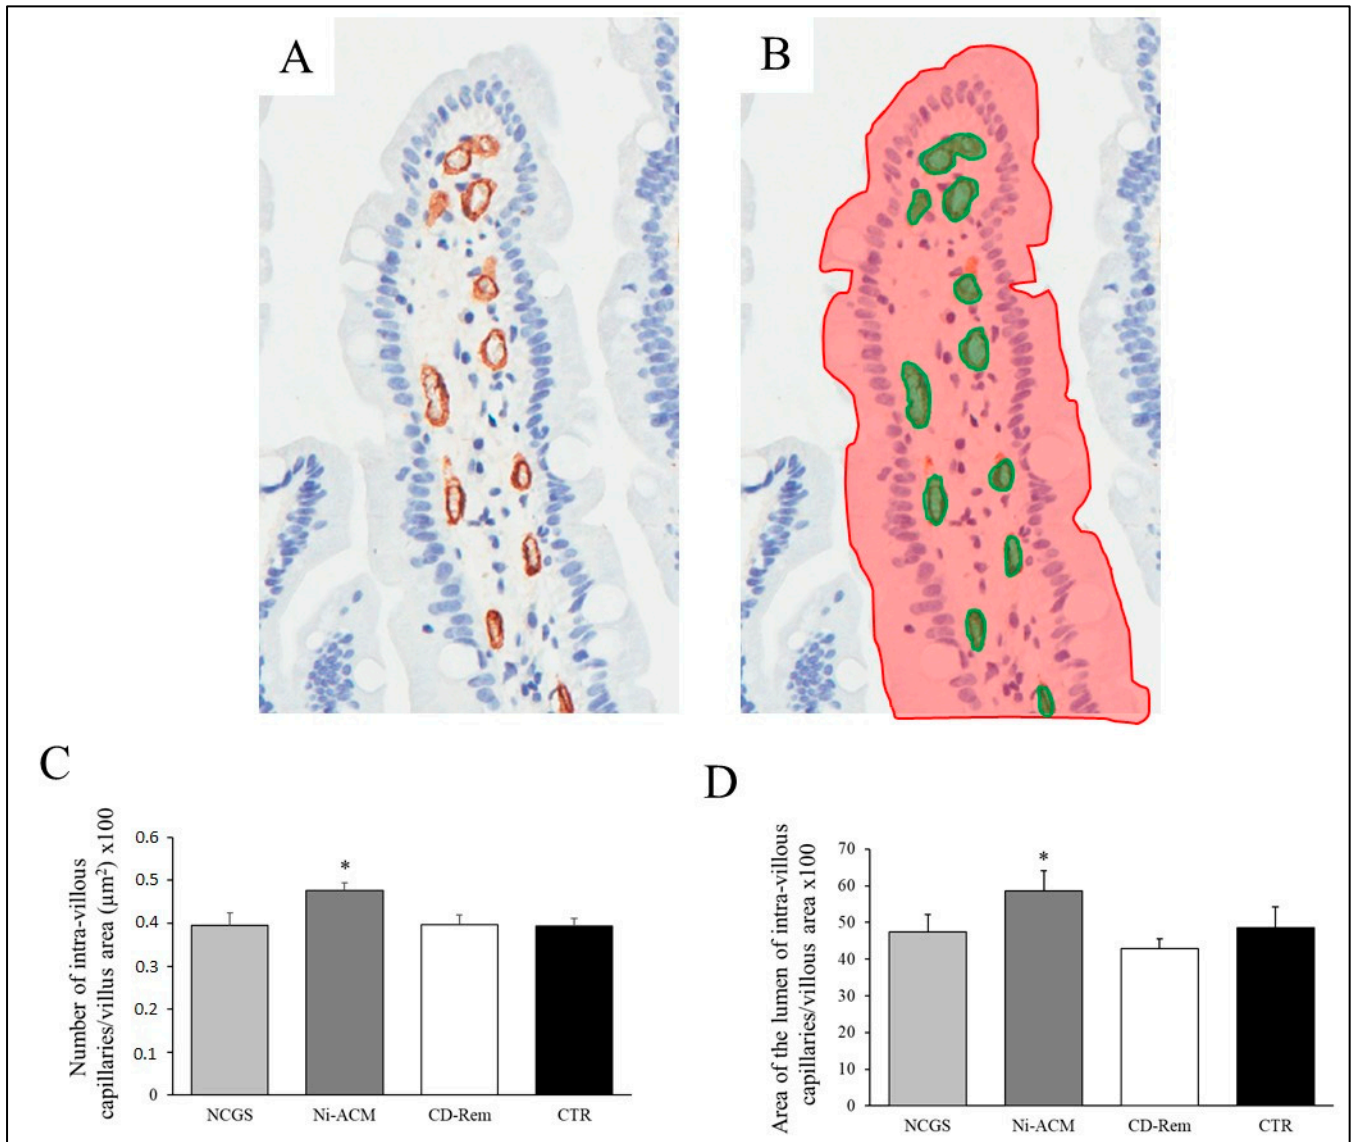 A
B
C
D
Number of intra-villous
capillaries/villus area (µm²) x100
0.6
0.5
0.4
0.3
0.2
0.1
0
*
NCGS Ni-ACM CD-Rem CTR
Area of the lumen of intra-villous
capillaries/villous area x100
70
60
50
40
30
20
10
0
*
NCGS Ni-ACM CD-Rem CTR